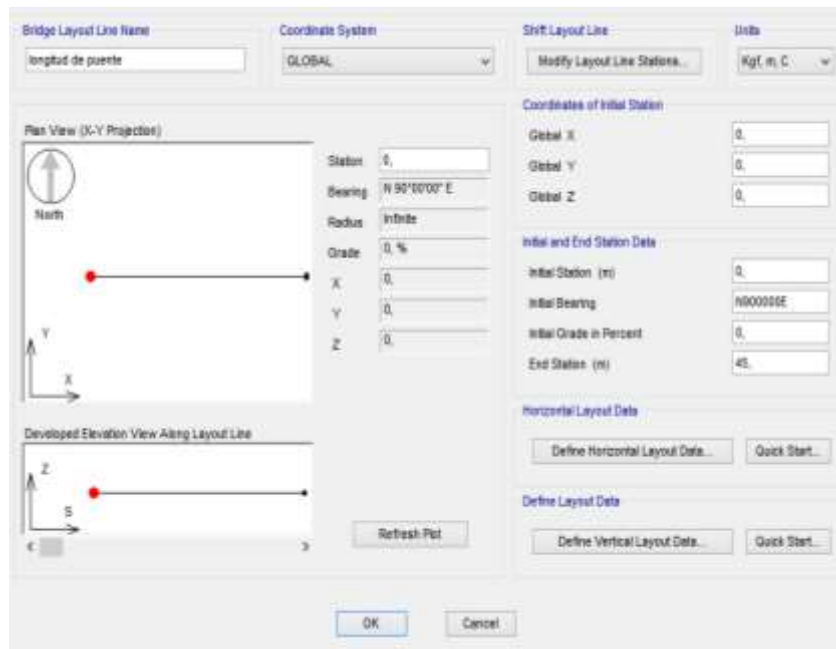 Bridge Layout Line Name
longitud de puente
Coordinate System
GLOBAL
Shift Layout Line
Modify Layout Line Stations...
Units
Kgf, m, C
Plan View (X-Y Projection)
North
Y
X
Station 0,
Bearing N 90°00'00" E
Radius Infinite
Grade 0, %
X 0,
Y 0,
Z 0,
Coordinates of Initial Station
Global X 0,
Global Y 0,
Global Z 0,
Initial and End Station Data
Initial Station (m) 0,
Initial Bearing N900000E
Initial Grade in Percent 0,
End Station (m) 45,
Developed Elevation View Along Layout Line
Z
S
Refresh Plot
Horizontal Layout Data
Define Horizontal Layout Data... Quick Start...
Define Layout Data
Define Vertical Layout Data... Quick Start...
OK Cancel